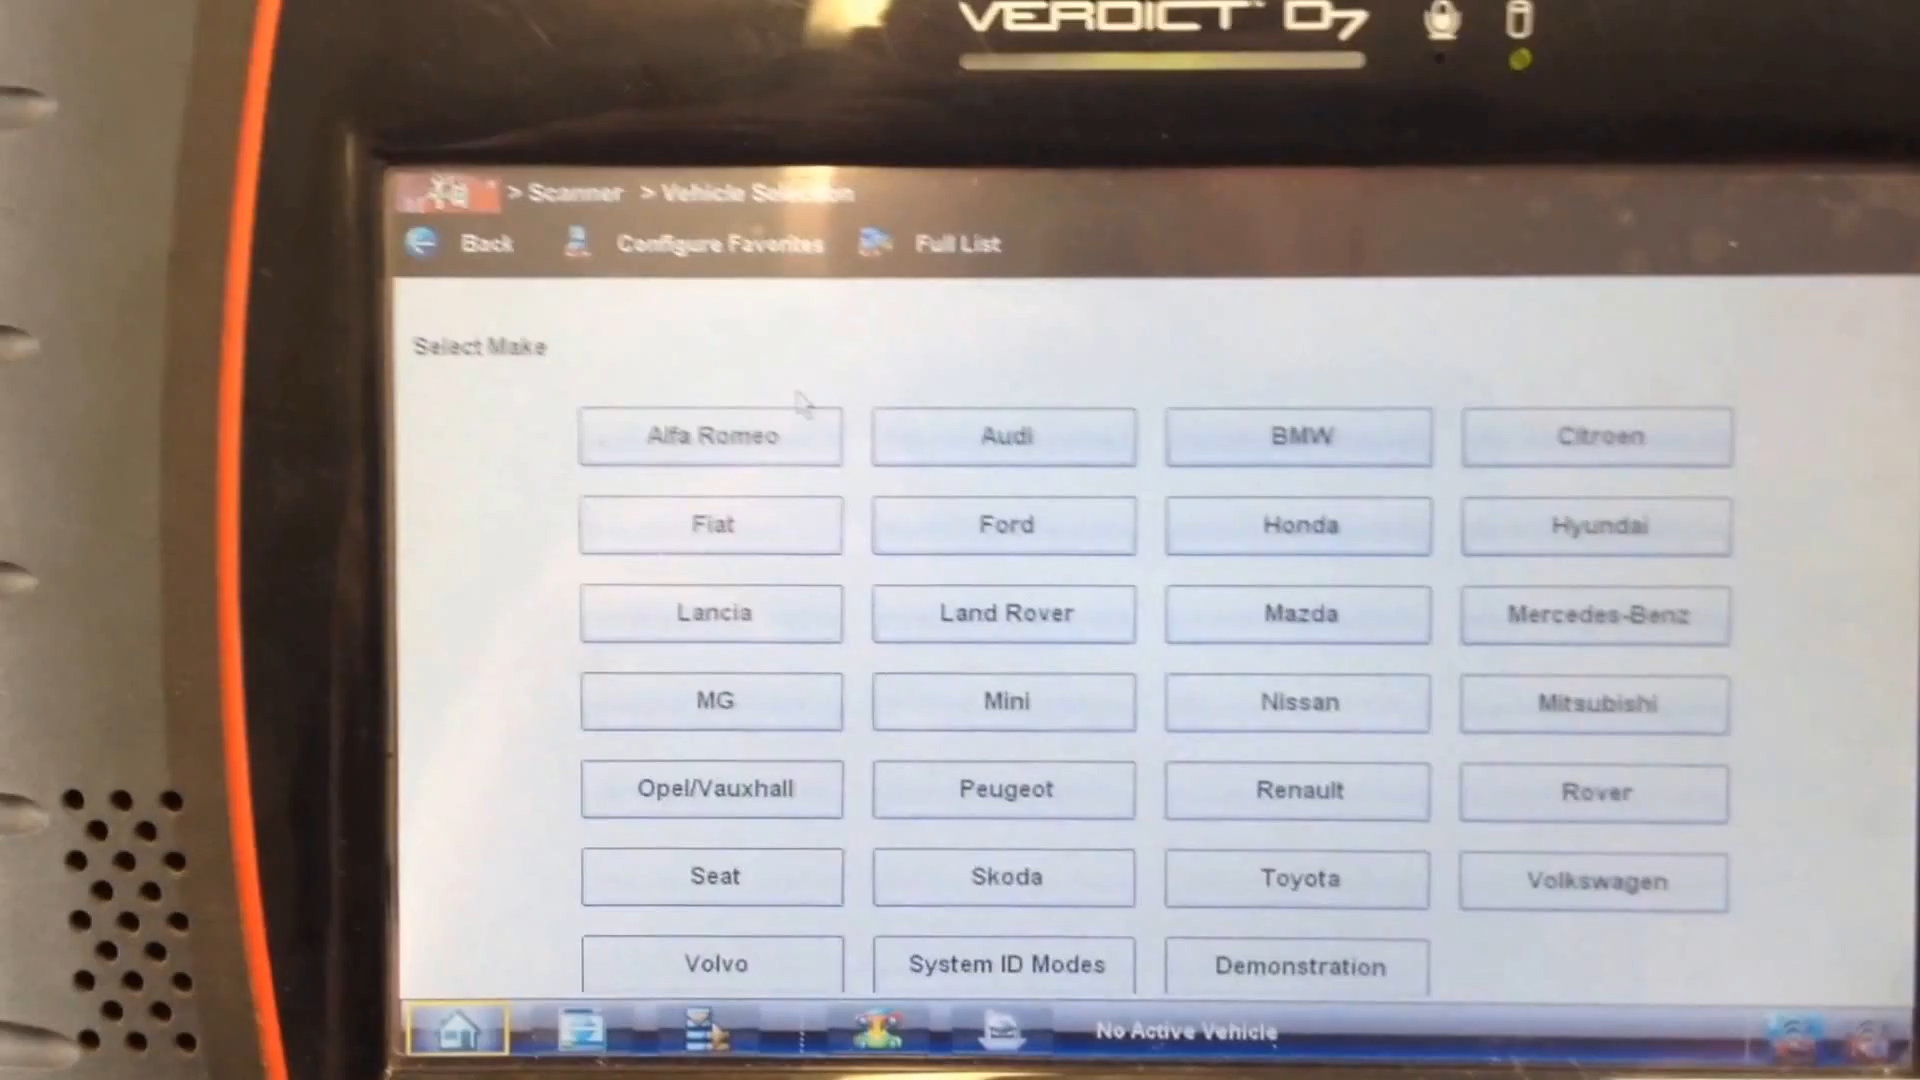 VERDICT D7
> Scanner > Vehicle Selection
Back Configure Favorites Full List
Select Make
Alfa Romeo Audi BMW Citroen
Fiat Ford Honda Hyundai
Lancia Land Rover Mazda Mercedes-Benz
MG Mini Nissan Mitsubishi
Opel/Vauxhall Peugeot Renault Rover
Seat Skoda Toyota Volkswagen
Volvo System ID Modes Demonstration
No Active Vehicle